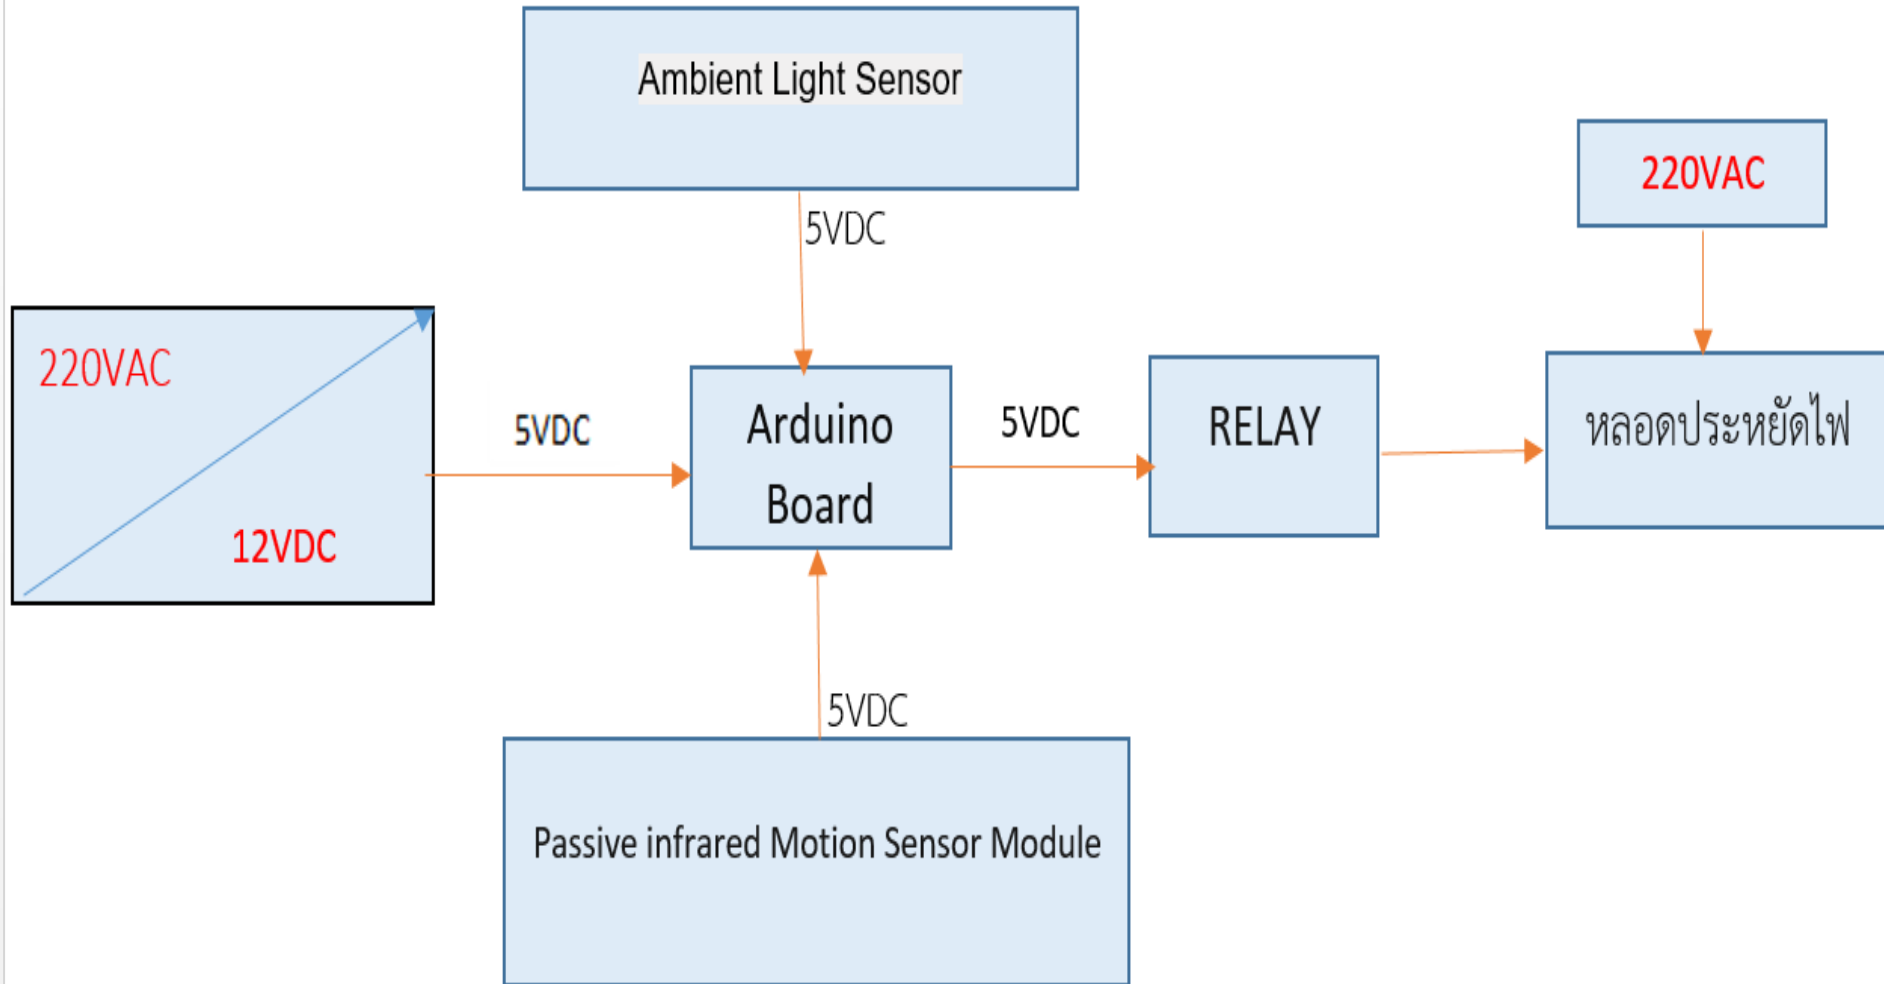 Ambient Light Sensor
5VDC
220VAC
220VAC
12VDC
5VDC
Arduino
Board
5VDC
RELAY
หลอดประหยัดไฟ
5VDC
Passive infrared Motion Sensor Module